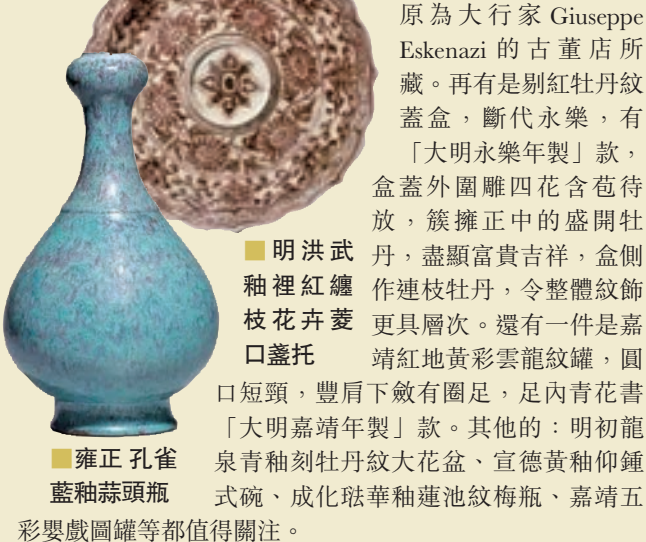 原為大行家 Giuseppe
Eskenazi 的古董店所
藏。再有是剔紅牡丹紋
蓋盒，斷代永樂，有
「大明永樂年製」款，
盒蓋外圍雕四花含苞待
放，簇擁正中的盛開牡
丹，盡顯富貴吉祥，盒側
作連枝牡丹，令整體紋飾
更具層次。還有一件是嘉
靖紅地黃彩雲龍紋罐，圓
口短頸，豐肩下斂有圈足，足內青花書
「大明嘉靖年製」款。其他的：明初龍
泉青釉刻牡丹紋大花盆、宣德黃釉仰鍾
式碗、成化琺華釉蓮池紋梅瓶、嘉靖五
彩嬰戲圖罐等都值得關注。
明洪武
釉裡紅纏
枝花卉菱
口盞托
雍正 孔雀
藍釉蒜頭瓶